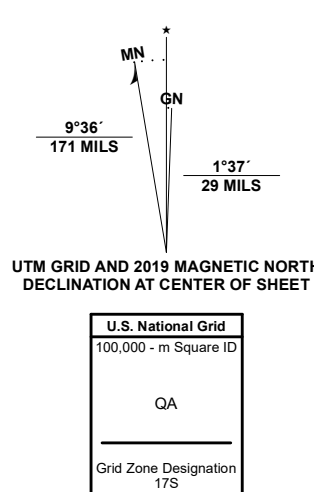 ★
MN
GN
9°36´
171 MILS
1°37´
29 MILS
UTM GRID AND 2019 MAGNETIC NORTH
DECLINATION AT CENTER OF SHEET
U.S. National Grid
100,000 - m Square ID
QA
Grid Zone Designation
17S